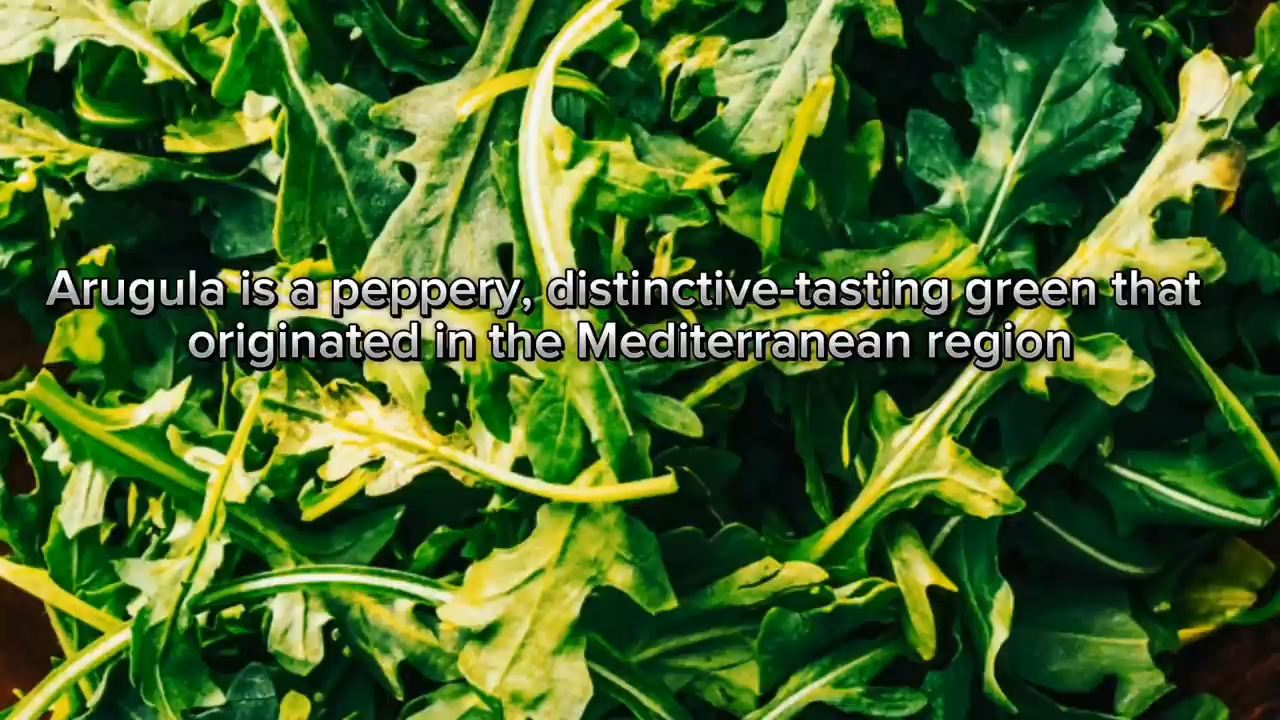 Arugula is a peppery, distinctive-tasting green that
originated in the Mediterranean region